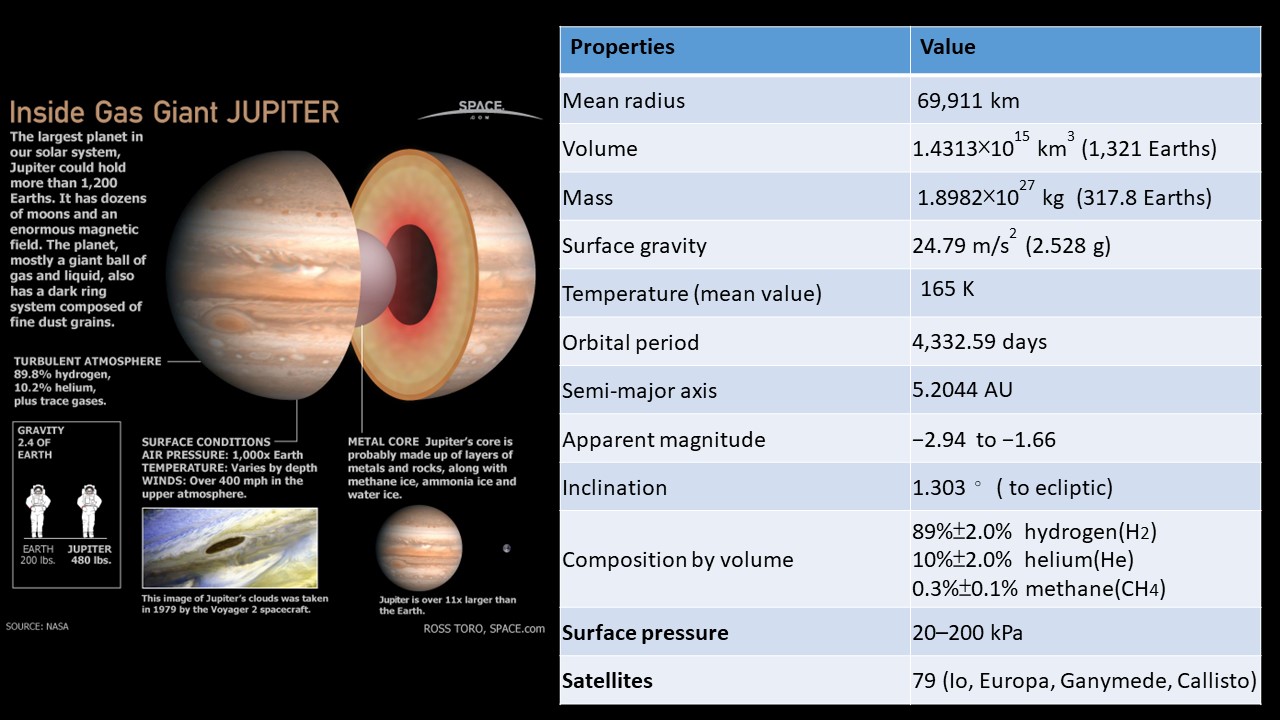 Inside Gas Giant JUPITER
SPACE
.COM
The largest planet in
our solar system,
Jupiter could hold
more than 1,200
Earths. It has dozens
of moons and an
enormous magnetic
field. The planet,
mostly a giant ball of
gas and liquid, also
has a dark ring
system composed of
fine dust grains.
TURBULENT ATMOSPHERE
89.8% hydrogen,
10.2% helium,
plus trace gases.
GRAVITY
2.4 OF
EARTH
EARTH
200 lbs.
JUPITER
480 lbs.
SURFACE CONDITIONS
AIR PRESSURE: 1,000x Earth
TEMPERATURE: Varies by depth
WINDS: Over 400 mph in the
upper atmosphere.
This image of Jupiter's clouds was taken
in 1979 by the Voyager 2 spacecraft.
METAL CORE Jupiter's core is
probably made up of layers of
metals and rocks, along with
methane ice, ammonia ice and
water ice.
Jupiter is over 11x larger than
the Earth.
SOURCE: NASA
ROSS TORO, SPACE.com
Properties Value
Mean radius 69,911 km
Volume 1.4313×10¹⁵ km³ (1,321 Earths)
Mass 1.8982×10²⁷ kg (317.8 Earths)
Surface gravity 24.79 m/s² (2.528 g)
Temperature (mean value) 165 K
Orbital period 4,332.59 days
Semi-major axis 5.2044 AU
Apparent magnitude −2.94 to −1.66
Inclination 1.303 ° ( to ecliptic)
Composition by volume
89%±2.0% hydrogen(H2)
10%±2.0% helium(He)
0.3%±0.1% methane(CH4)
Surface pressure 20–200 kPa
Satellites 79 (Io, Europa, Ganymede, Callisto)